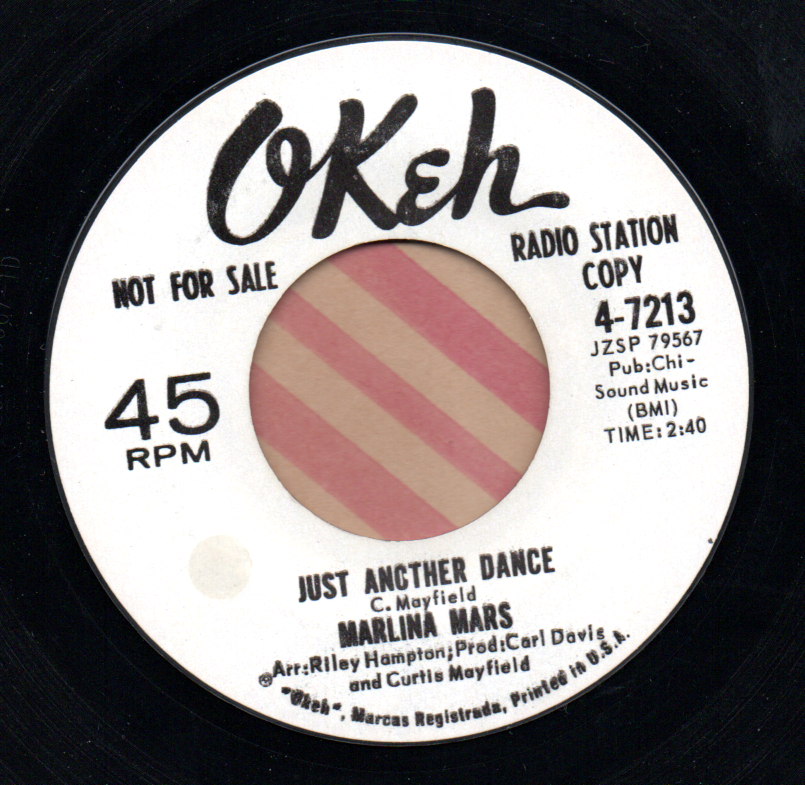 OKeh
NOT FOR SALE
RADIO STATION
COPY
4-7213
JZSP 79567
Pub:Chi-
Sound Music
(BMI)
TIME:2:40
45
RPM
JUST ANOTHER DANCE
C. Mayfield
MARLINA MARS
Arr:Riley Hampton;Prod:Carl Davis
and Curtis Mayfield
® "Okeh", Marcas Registrada, Printed in U.S.A.